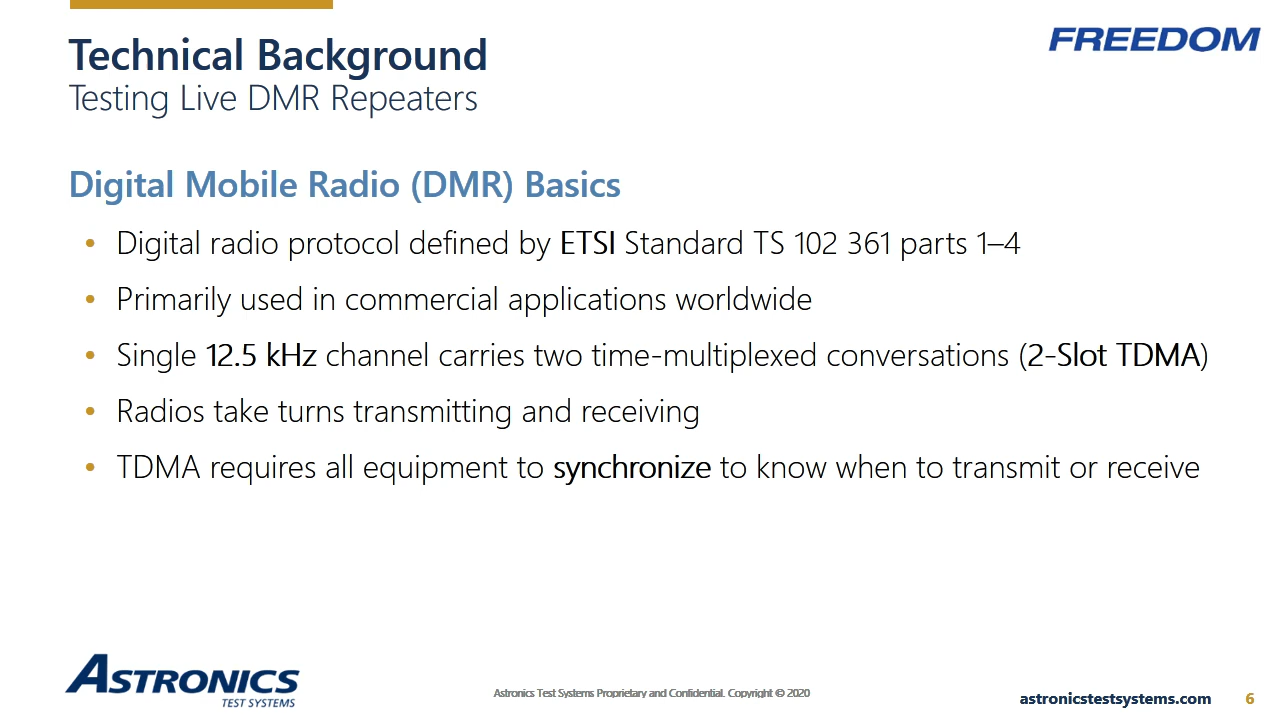 FREEDOM
Technical Background
Testing Live DMR Repeaters
Digital Mobile Radio (DMR) Basics
• Digital radio protocol defined by ETSI Standard TS 102 361 parts 1–4
• Primarily used in commercial applications worldwide
• Single 12.5 kHz channel carries two time-multiplexed conversations (2-Slot TDMA)
• Radios take turns transmitting and receiving
• TDMA requires all equipment to synchronize to know when to transmit or receive
ASTRONICS
TEST SYSTEMS
Astronics Test Systems Proprietary and Confidential. Copyright © 2020
astronicstestsystems.com 6